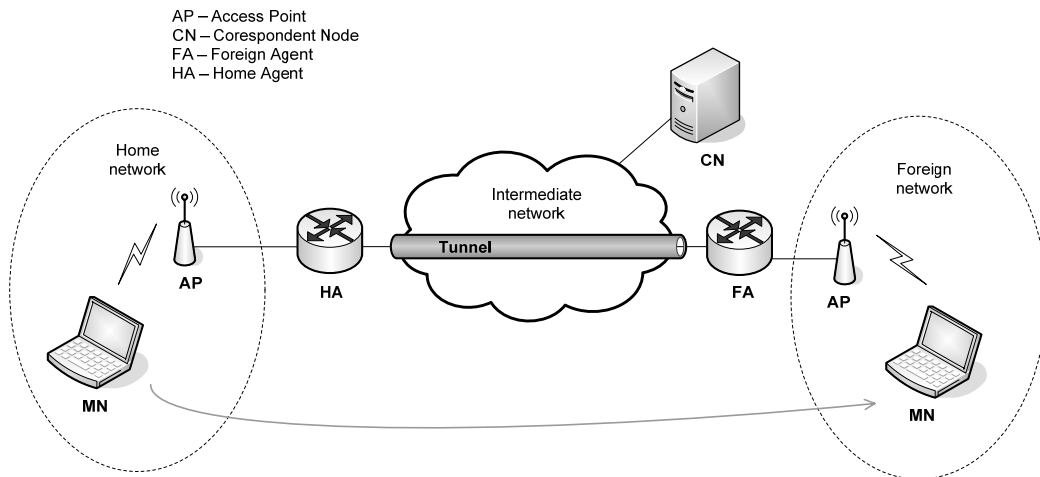 AP – Access Point
CN – Corespondent Node
FA – Foreign Agent
HA – Home Agent
CN
Home
network
Intermediate
network
Foreign
network
Tunnel
AP
HA
FA
AP
MN
MN